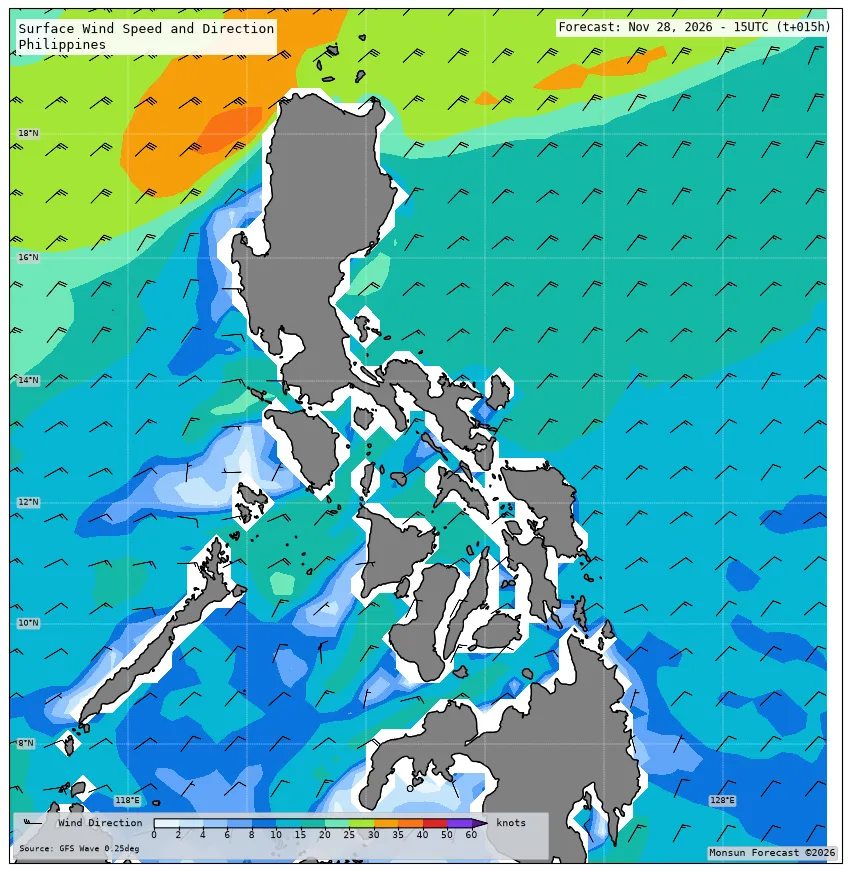 Surface Wind Speed and Direction
Philippines
Forecast: Nov 28, 2026 - 15UTC (t+015h)
18°N
16°N
14°N
12°N
10°N
8°N
118°E
128°E
Wind Direction
0 2 4 6 8 10 15 20 25 30 35 40 50 60 knots
Source: GFS Wave 0.25deg
Monsun Forecast ©2026